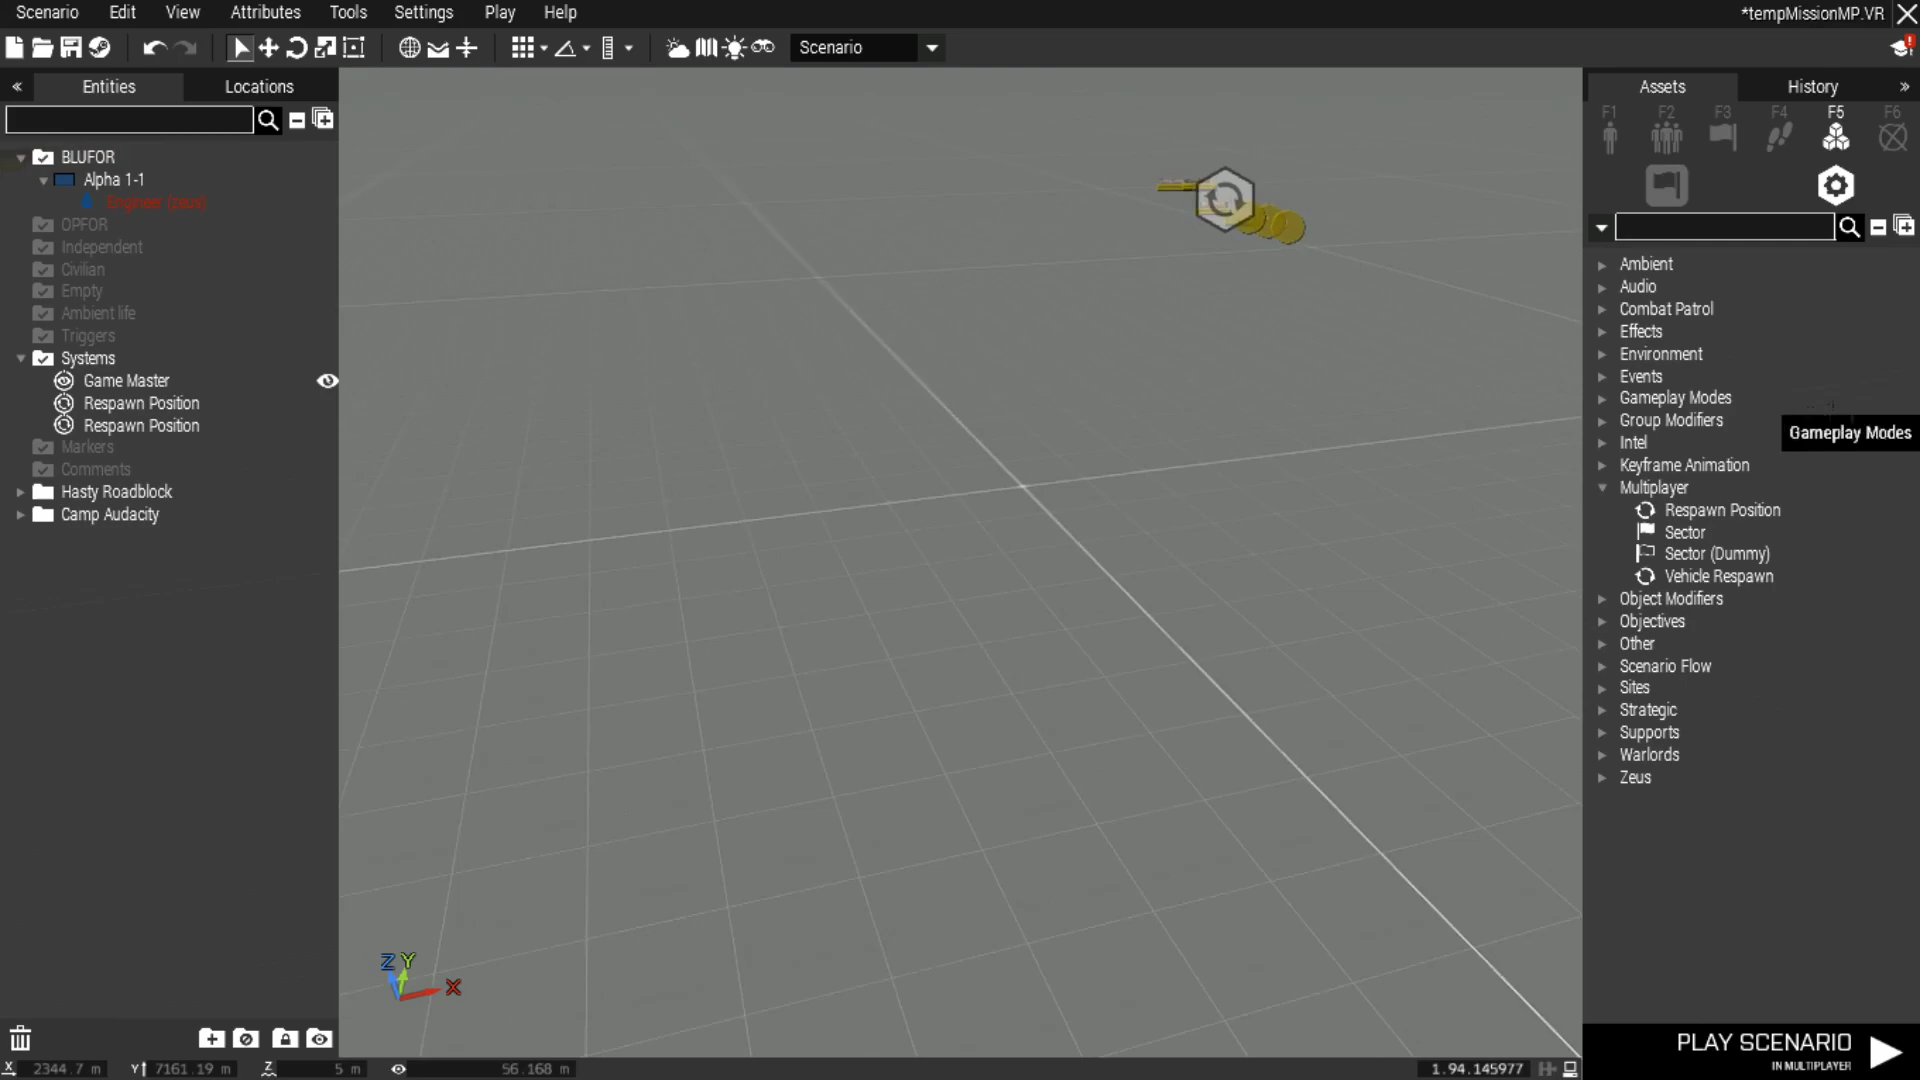 Scenario Edit View Attributes Tools Settings Play Help *tempMissionMP.VR
Scenario
Entities Locations
BLUFOR
Alpha 1-1
Engineer (zeus)
OPFOR
Independent
Civilian
Empty
Ambient life
Triggers
Systems
Game Master
Respawn Position
Respawn Position
Markers
Comments
Hasty Roadblock
Camp Audacity
Z Y X
Assets History
F1 F2 F3 F4 F5 F6
Ambient
Audio
Combat Patrol
Effects
Environment
Events
Gameplay Modes
Group Modifiers
Gameplay Modes
Intel
Keyframe Animation
Multiplayer
Respawn Position
Sector
Sector (Dummy)
Vehicle Respawn
Object Modifiers
Objectives
Other
Scenario Flow
Sites
Strategic
Supports
Warlords
Zeus
PLAY SCENARIO
IN MULTIPLAYER
X 2344.7 m Y 7161.19 m Z 5 m 56.168 m 1.94.145977